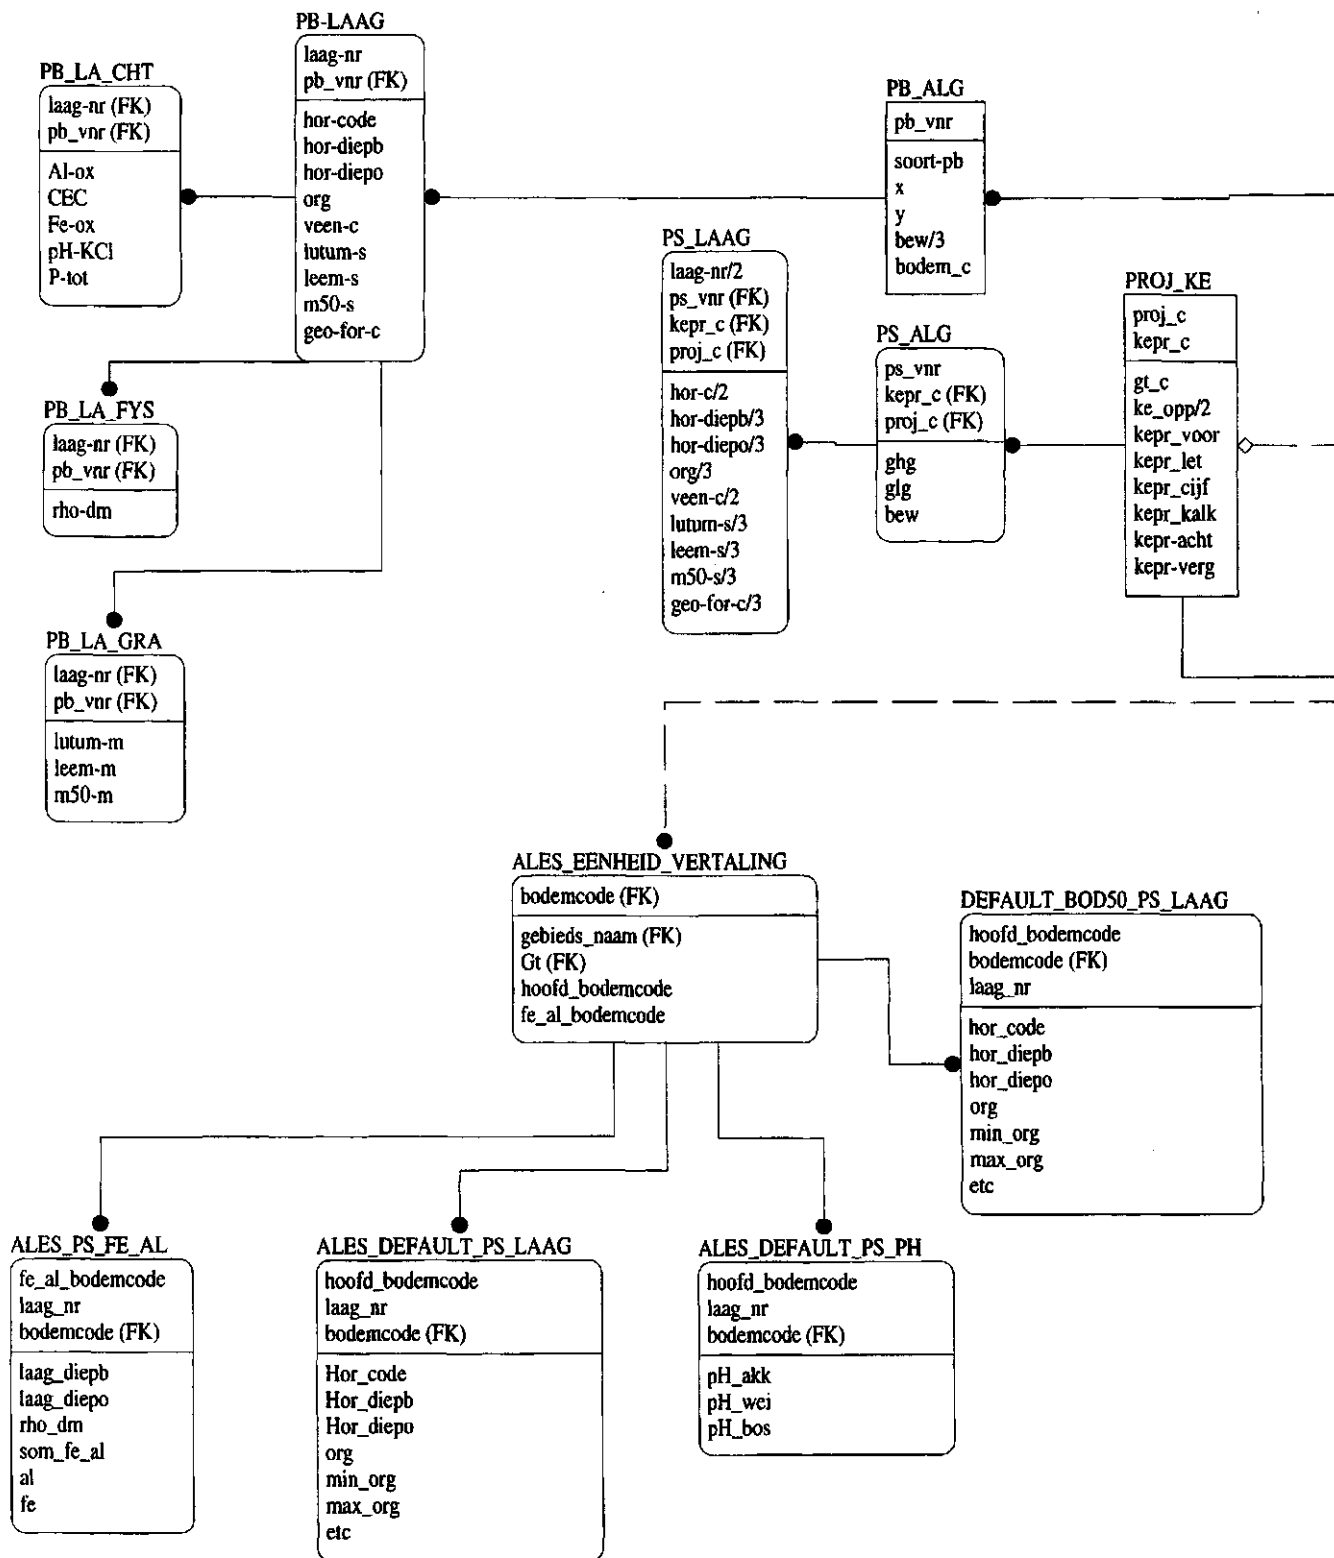 PB-LAAG
laag-nr
pb_vnr (FK)
hor-code
hor-diepb
hor-diepo
org
veen-c
lutum-s
leem-s
m50-s
geo-for-c
PB_LA_CHT
laag-nr (FK)
pb_vnr (FK)
Al-ox
CEC
Fe-ox
pH-KCl
P-tot
PB_ALG
pb_vnr
soort-pb
x
y
bew/3
bodem_c
PS_LAAG
laag-nr/2
ps_vnr (FK)
kepr_c (FK)
proj_c (FK)
hor-c/2
hor-diepb/3
hor-diepo/3
org/3
veen-c/2
lutum-s/3
leem-s/3
m50-s/3
geo-for-c/3
PS_ALG
ps_vnr
kepr_c (FK)
proj_c (FK)
ghg
glg
bew
PROJ_KE
proj_c
kepr_c
gt_c
ke_opp/2
kepr_voor
kepr_let
kepr_cijf
kepr_kalk
kepr-acht
kepr-verg
PB_LA_FYS
laag-nr (FK)
pb_vnr (FK)
rho-dm
PB_LA_GRA
laag-nr (FK)
pb_vnr (FK)
lutum-m
leem-m
m50-m
ALES_EENHEID_VERTALING
bodemcode (FK)
gebieds_naam (FK)
Gt (FK)
hoofd_bodemcode
fe_al_bodemcode
DEFAULT_BOD50_PS_LAAG
hoofd_bodemcode
bodemcode (FK)
laag_nr
hor_code
hor_diepb
hor_diepo
org
min_org
max_org
etc
ALES_PS_FE_AL
fe_al_bodemcode
laag_nr
bodemcode (FK)
laag_diepb
laag_diepo
rho_dm
som_fe_al
al
fe
ALES_DEFAULT_PS_LAAG
hoofd_bodemcode
laag_nr
bodemcode (FK)
Hor_code
Hor_diepb
Hor_diepo
org
min_org
max_org
etc
ALES_DEFAULT_PS_PH
hoofd_bodemcode
laag_nr
bodemcode (FK)
pH_akk
pH_wei
pH_bos